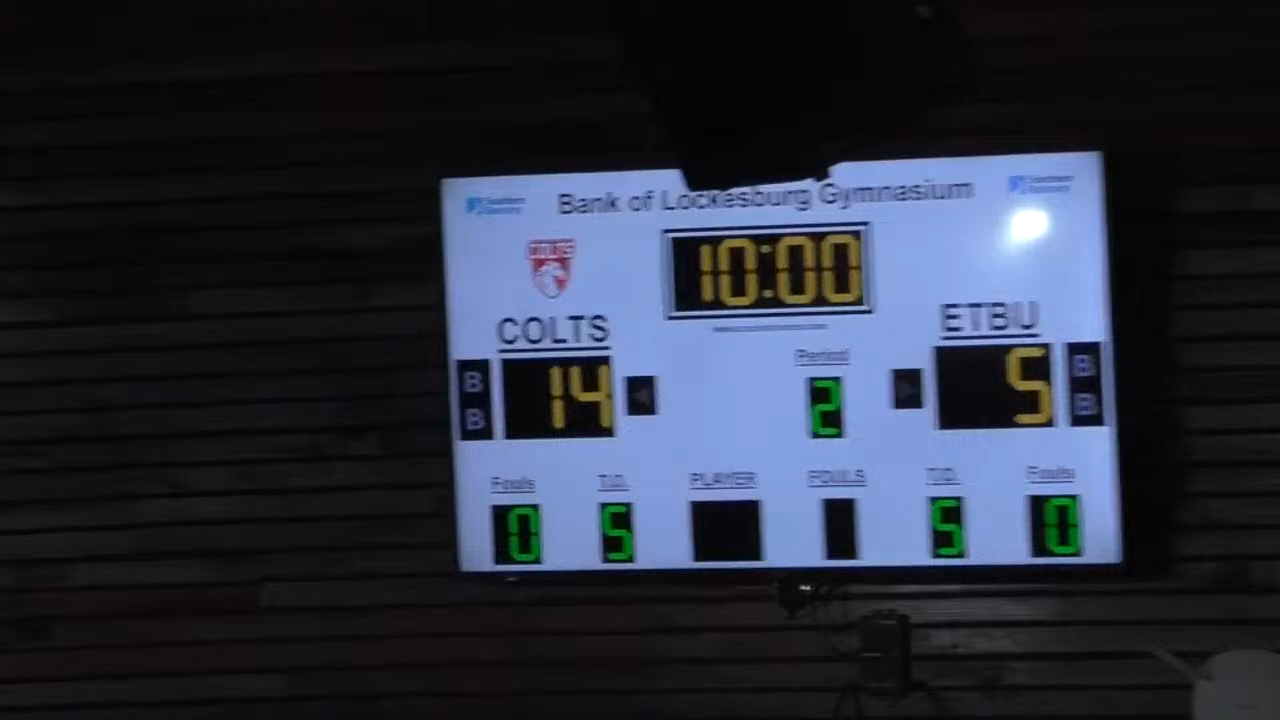 Bank of Lockesburg Gymnasium
COLTS
10:00
COLTS
ETBU
B
B
14
Period
2
5
B
B
Fouls
T.O.
PLAYER
FOULS
T.O.
Fouls
0
5
5
0